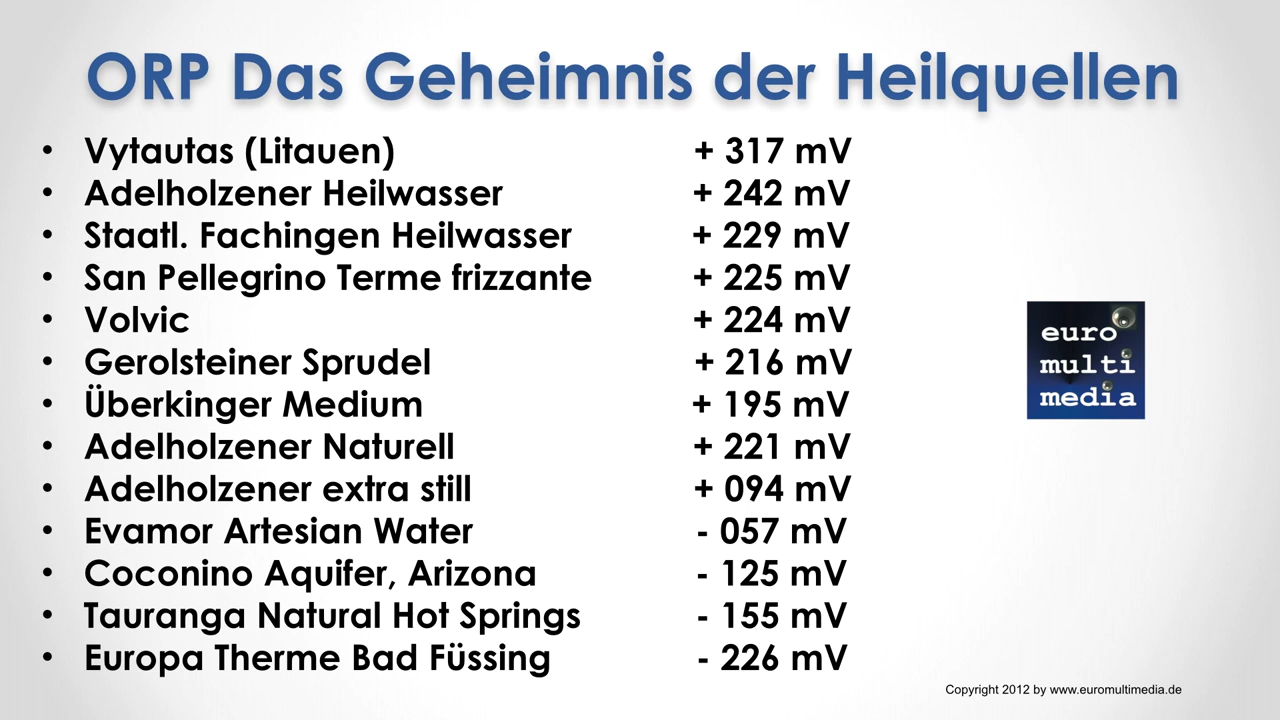 ORP Das Geheimnis der Heilquellen
• Vytautas (Litauen) + 317 mV
• Adelholzener Heilwasser + 242 mV
• Staatl. Fachingen Heilwasser + 229 mV
• San Pellegrino Terme frizzante + 225 mV
• Volvic + 224 mV
• Gerolsteiner Sprudel + 216 mV
• Überkinger Medium + 195 mV
• Adelholzener Naturell + 221 mV
• Adelholzener extra still + 094 mV
• Evamor Artesian Water - 057 mV
• Coconino Aquifer, Arizona - 125 mV
• Tauranga Natural Hot Springs - 155 mV
• Europa Therme Bad Füssing - 226 mV
euro
multi
media
Copyright 2012 by www.euromultimedia.de